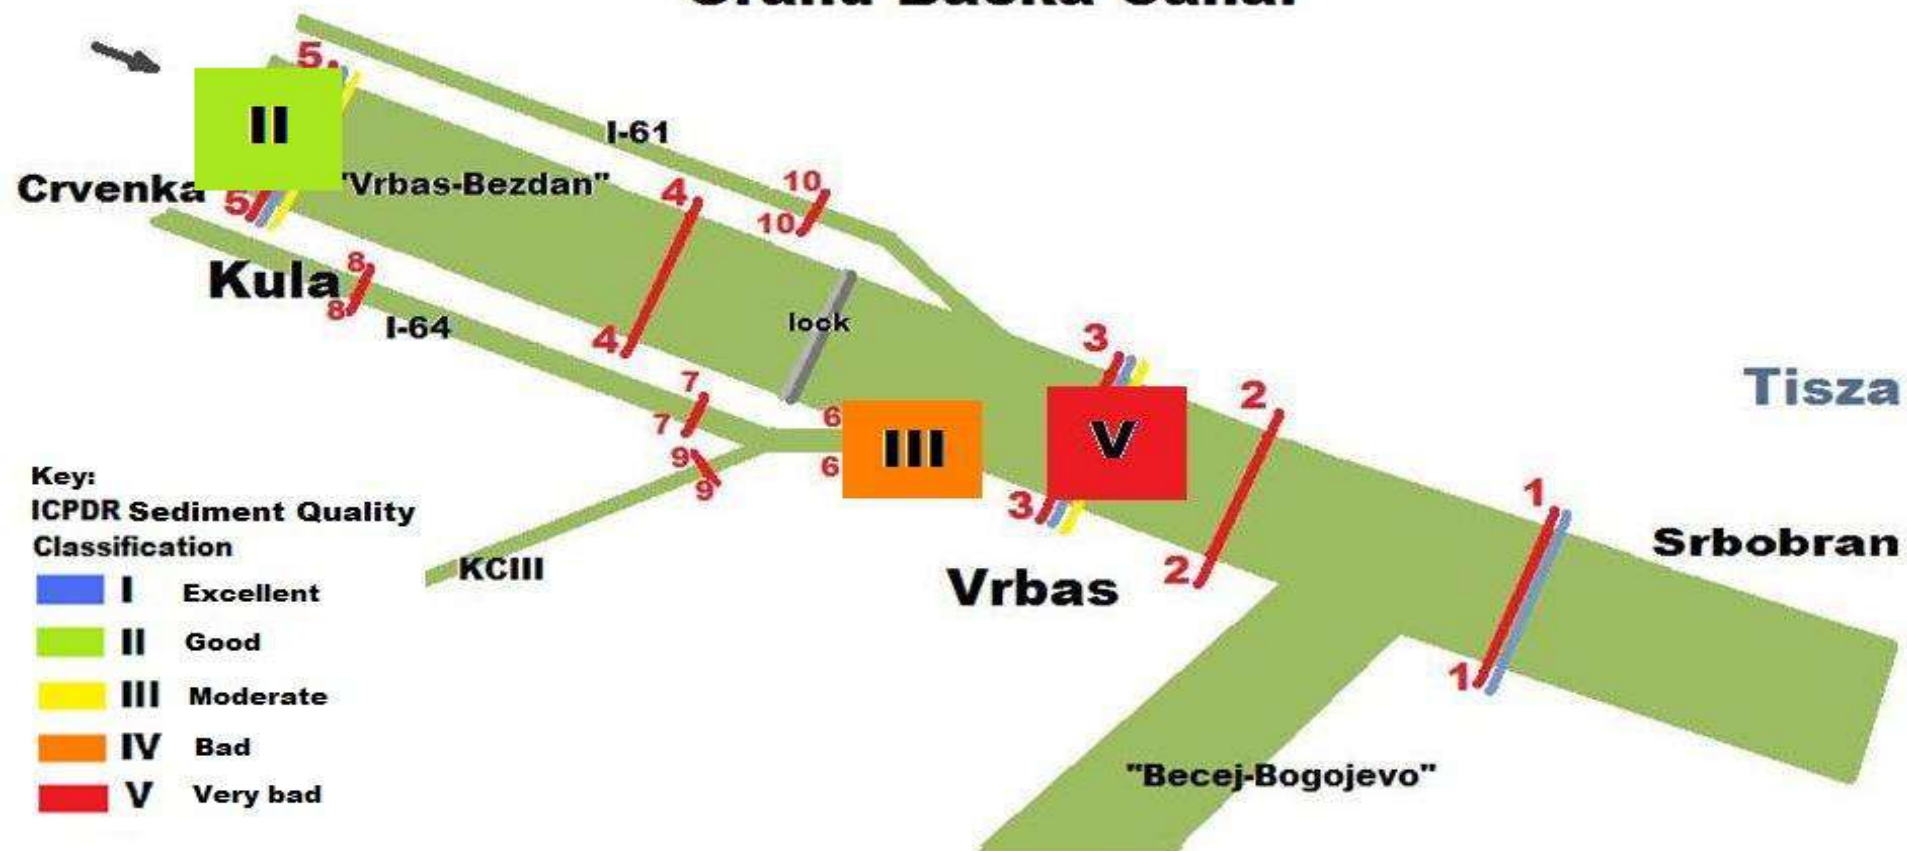 5
I-61
II
Crvenka
"Vrbas-Bezdan"
5
4
10
10
Kula
8
8
I-64
4
lock
7
7
6
6
9
9
III
3
V
3
2
2
Tisza
1
1
Srbobran
Vrbas
KCIII
"Becej-Bogojevo"
Key:
ICPDR Sediment Quality
Classification
I Excellent
II Good
III Moderate
IV Bad
V Very bad